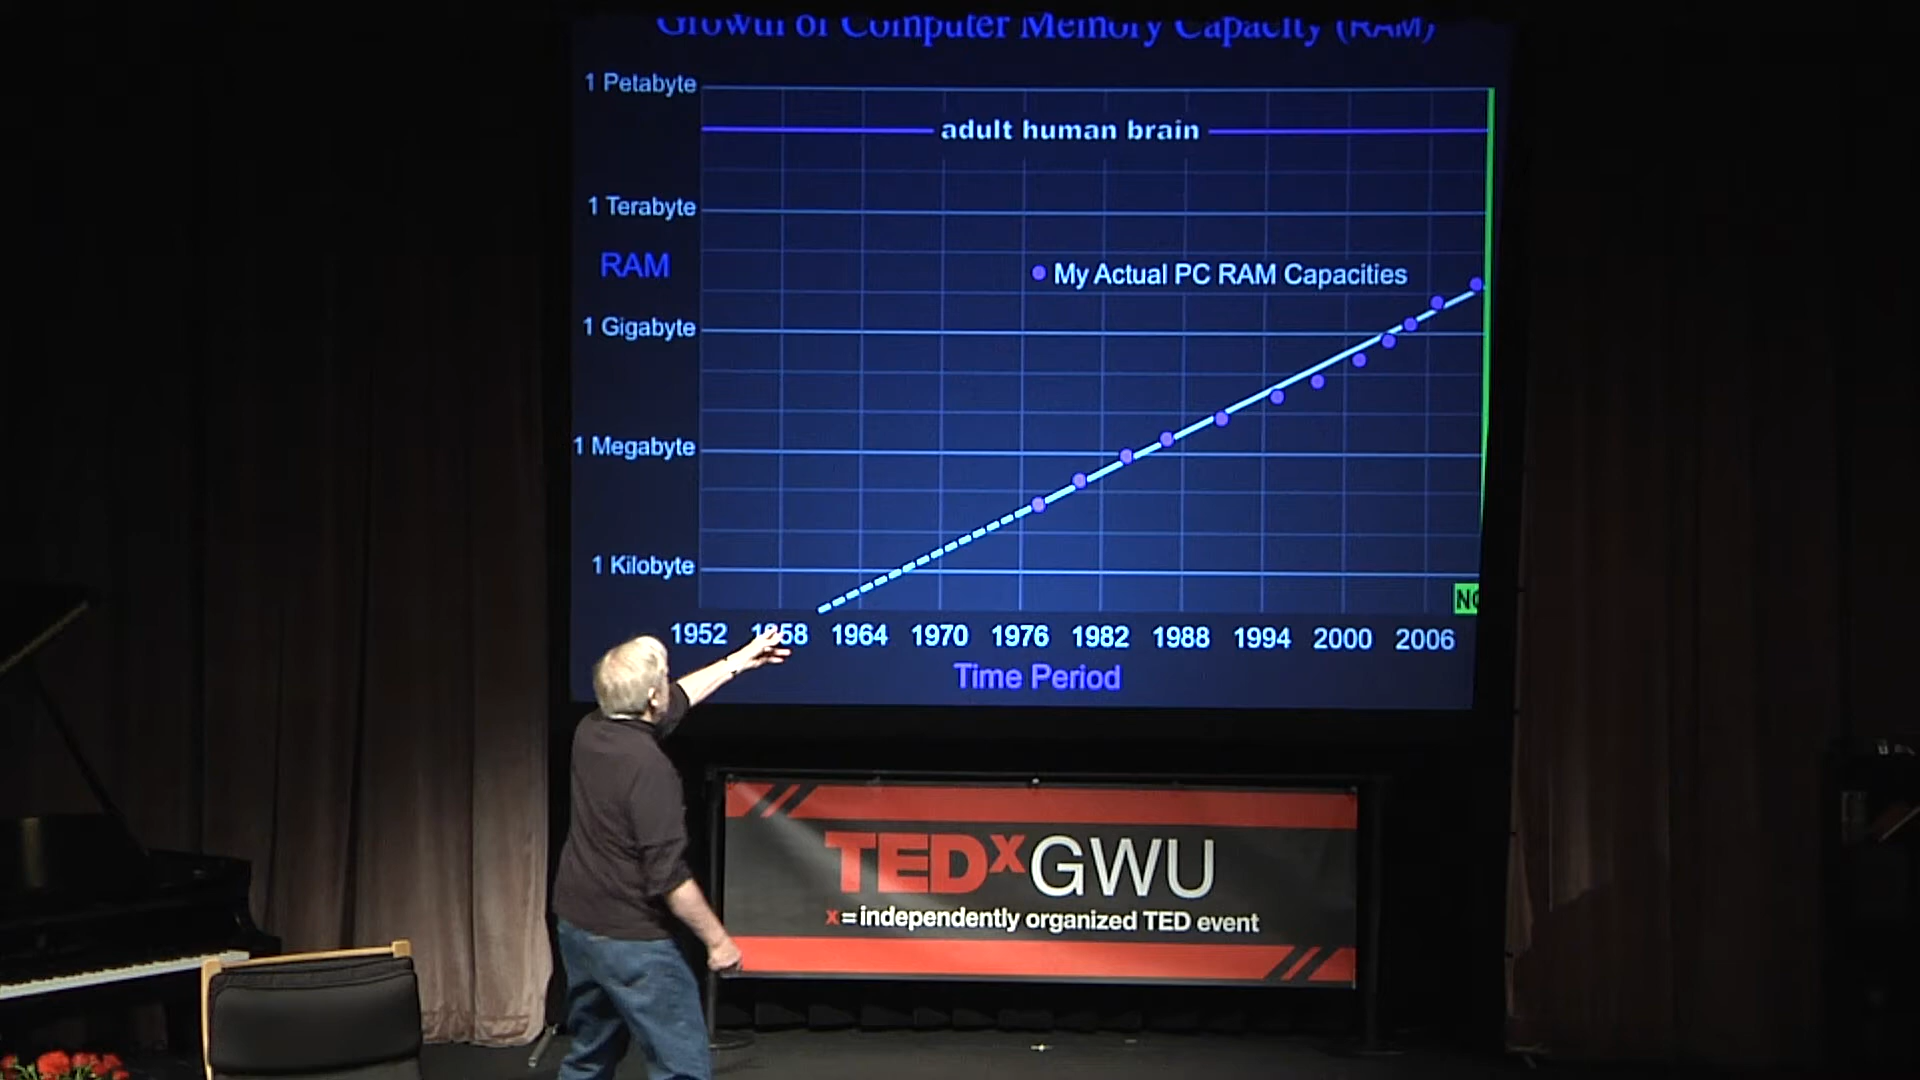 Growth of Computer Memory Capacity (RAM)
1 Petabyte
adult human brain
1 Terabyte
RAM
My Actual PC RAM Capacities
1 Gigabyte
1 Megabyte
1 Kilobyte
1952 1958 1964 1970 1976 1982 1988 1994 2000 2006
Time Period
TEDxGWU
x = independently organized TED event